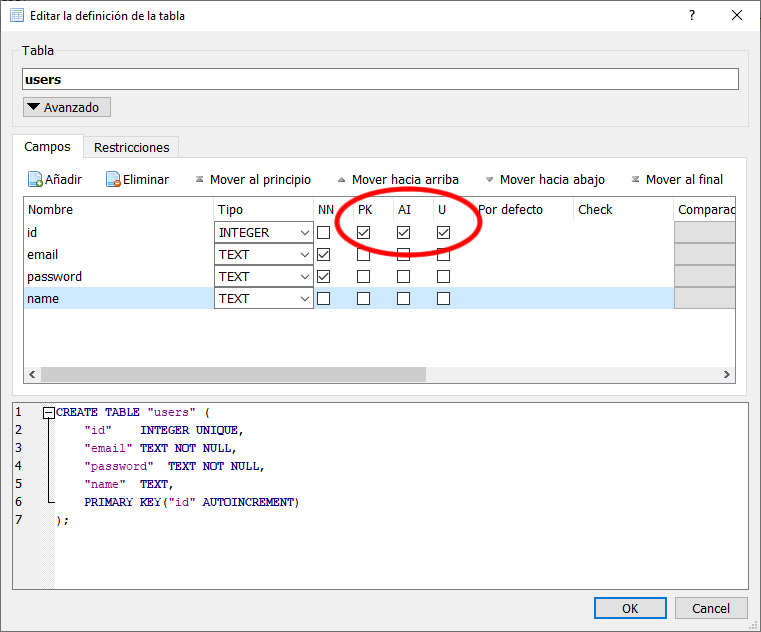 Editar la definición de la tabla
?
Tabla
users
Avanzado
Campos Restricciones
Añadir Eliminar Mover al principio Mover hacia arriba Mover hacia abajo Mover al final
Nombre Tipo NN PK AI U Por defecto Check Comparac
id INTEGER
email TEXT
password TEXT
name TEXT
1 CREATE TABLE "users" (
2 "id" INTEGER UNIQUE,
3 "email" TEXT NOT NULL,
4 "password" TEXT NOT NULL,
5 "name" TEXT,
6 PRIMARY KEY("id" AUTOINCREMENT)
7 );
OK Cancel